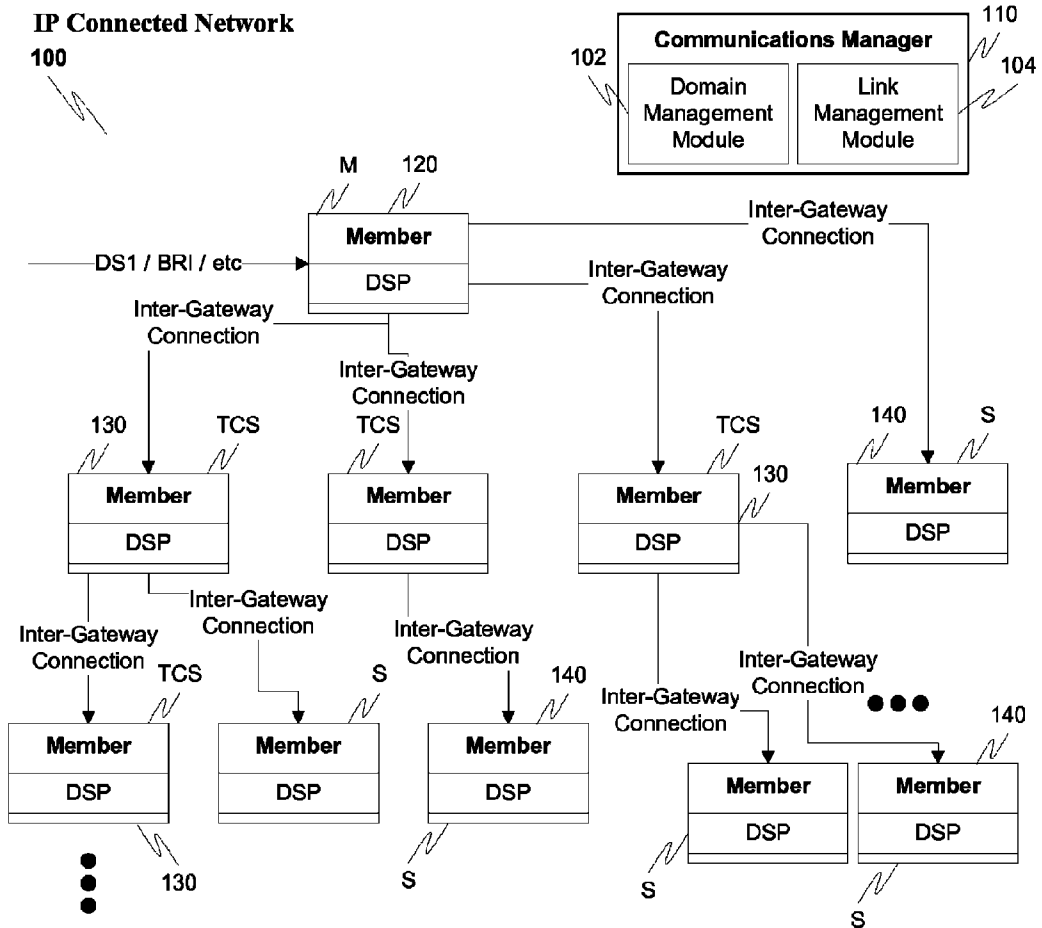 IP Connected Network
100
110
Communications Manager
102
104
Domain
Management
Module
Link
Management
Module
M
120
Member
DSP
DS1 / BRI / etc
Inter-Gateway
Connection
Inter-Gateway
Connection
Inter-Gateway
Connection
Inter-Gateway
Connection
130
TCS
TCS
TCS
130
140
S
Member
DSP
Member
DSP
Member
DSP
Member
DSP
Inter-Gateway
Connection
Inter-Gateway
Connection
Inter-Gateway
Connection
Inter-Gateway
Connection
Inter-Gateway
Connection
TCS
S
140
140
Member
DSP
Member
DSP
Member
DSP
Member
DSP
Member
DSP
130
S
S
S